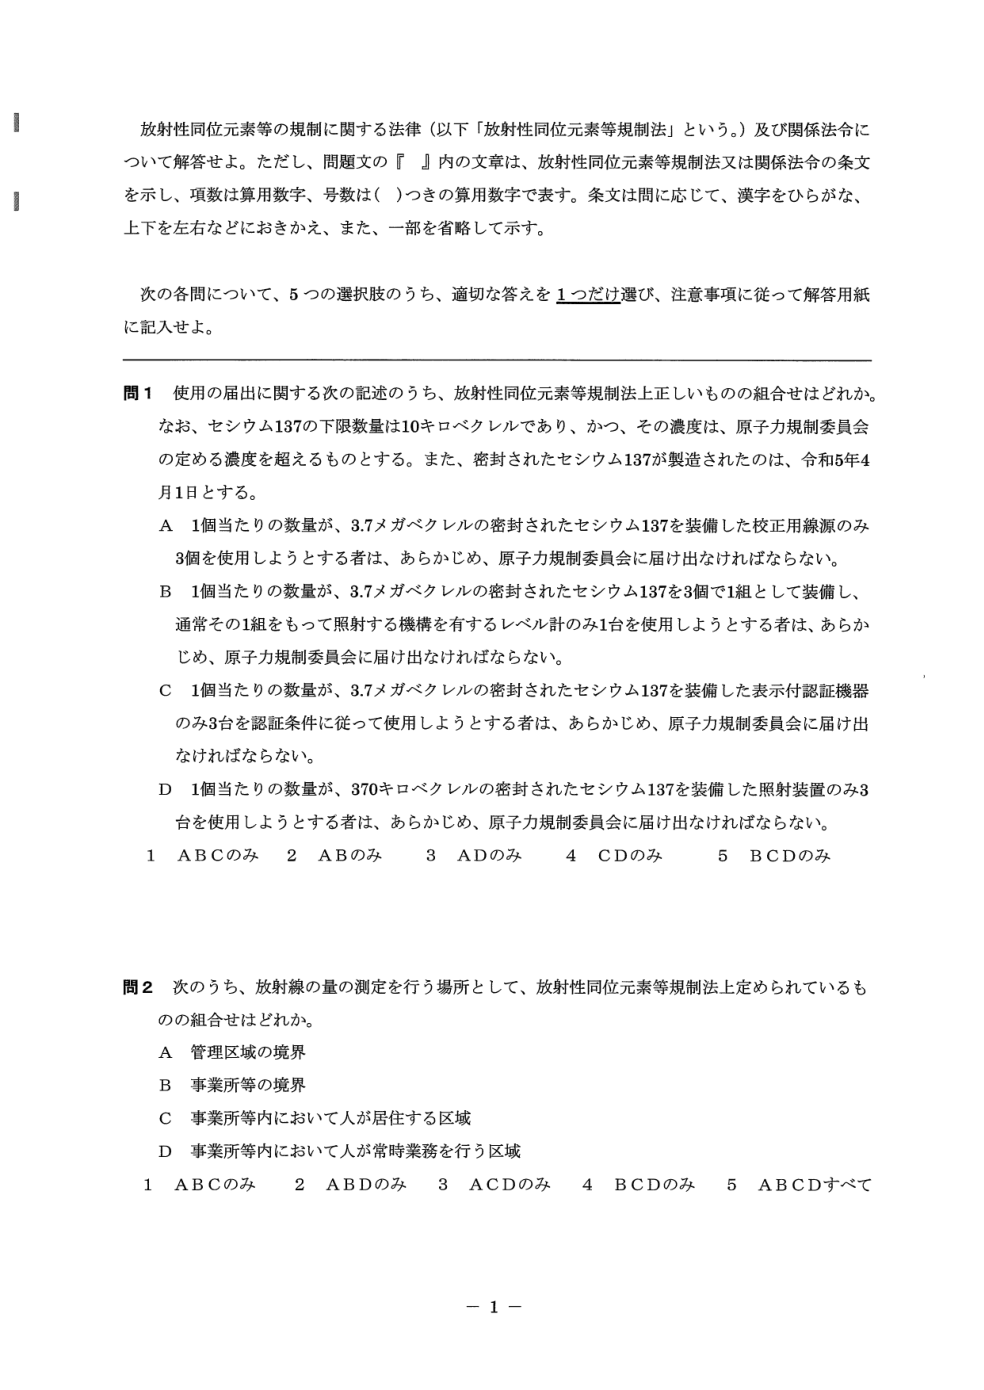 放射性同位元素等の規制に関する法律（以下「放射性同位元素等規制法」という。）及び関係法令に
ついて解答せよ。ただし、問題文の『　』内の文章は、放射性同位元素等規制法又は関係法令の条文
を示し、項数は算用数字、号数は(　)つきの算用数字で表す。条文は問に応じて、漢字をひらがな、
上下を左右などにおきかえ、また、一部を省略して示す。
次の各問について、5つの選択肢のうち、適切な答えを1つだけ選び、注意事項に従って解答用紙
に記入せよ。
問1　使用の届出に関する次の記述のうち、放射性同位元素等規制法上正しいものの組合せはどれか。
なお、セシウム137の下限数量は10キロベクレルであり、かつ、その濃度は、原子力規制委員会
の定める濃度を超えるものとする。また、密封されたセシウム137が製造されたのは、令和5年4
月1日とする。
A　1個当たりの数量が、3.7メガベクレルの密封されたセシウム137を装備した校正用線源のみ
3個を使用しようとする者は、あらかじめ、原子力規制委員会に届け出なければならない。
B　1個当たりの数量が、3.7メガベクレルの密封されたセシウム137を3個で1組として装備し、
通常その1組をもって照射する機構を有するレベル計のみ1台を使用しようとする者は、あらか
じめ、原子力規制委員会に届け出なければならない。
C　1個当たりの数量が、3.7メガベクレルの密封されたセシウム137を装備した表示付認証機器
のみ3台を認証条件に従って使用しようとする者は、あらかじめ、原子力規制委員会に届け出
なければならない。
D　1個当たりの数量が、370キロベクレルの密封されたセシウム137を装備した照射装置のみ3
台を使用しようとする者は、あらかじめ、原子力規制委員会に届け出なければならない。
1　ABCのみ　2　ABのみ　3　ADのみ　4　CDのみ　5　BCDのみ
問2　次のうち、放射線の量の測定を行う場所として、放射性同位元素等規制法上定められているも
のの組合せはどれか。
A　管理区域の境界
B　事業所等の境界
C　事業所等内において人が居住する区域
D　事業所等内において人が常時業務を行う区域
1　ABCのみ　2　ABDのみ　3　ACDのみ　4　BCDのみ　5　ABCDすべて
－ 1 －